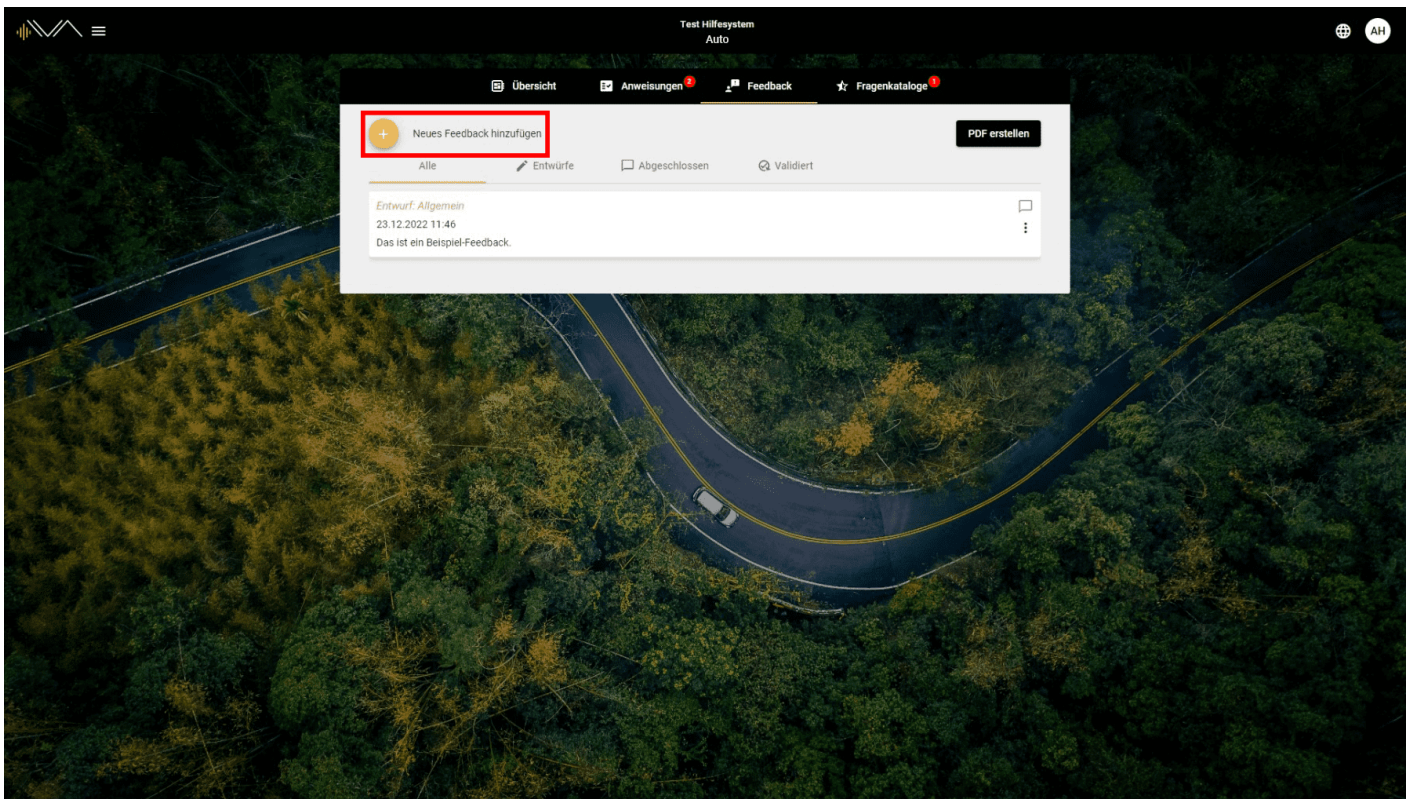 Test Hilfesystem
Auto
AH
Übersicht
Anweisungen 2
Feedback
Fragenkataloge 1
+ Neues Feedback hinzufügen
PDF erstellen
Alle
Entwürfe
Abgeschlossen
Validiert
Entwurf: Allgemein
23.12.2022 11:46
Das ist ein Beispiel-Feedback.